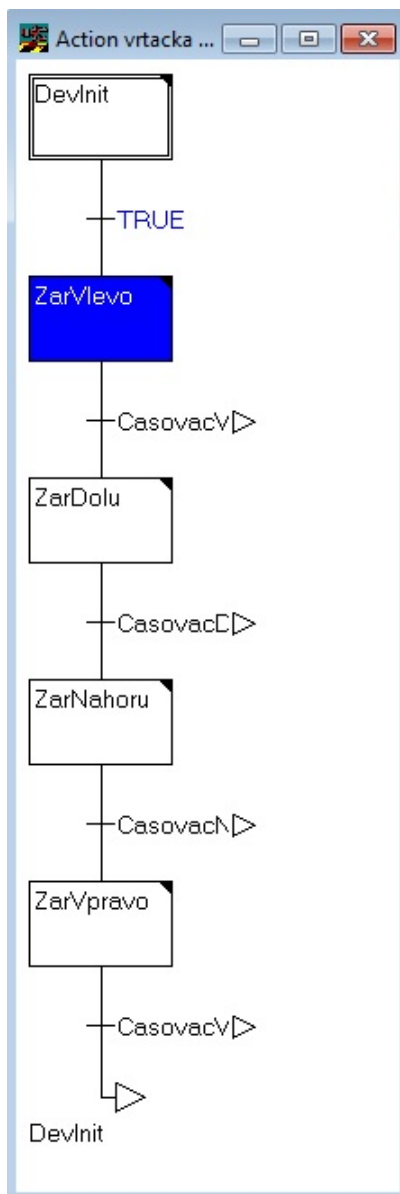 Action vrtacka ...
DevInit
TRUE
ZarVlevo
CasovacV
ZarDolu
CasovacD
ZarNahoru
CasovacN
ZarVpravo
CasovacV
DevInit